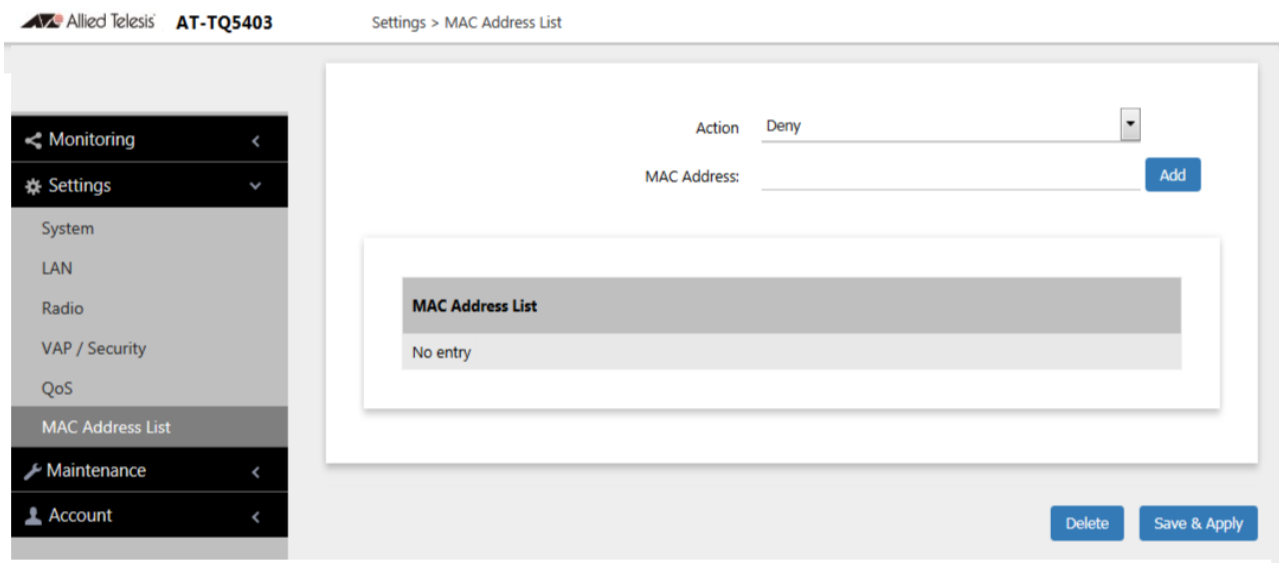 Allied Telesis AT-TQ5403 Settings > MAC Address List
Monitoring
Settings
System
LAN
Radio
VAP / Security
QoS
MAC Address List
Maintenance
Account
Action Deny
MAC Address: Add
MAC Address List
No entry
Delete Save & Apply